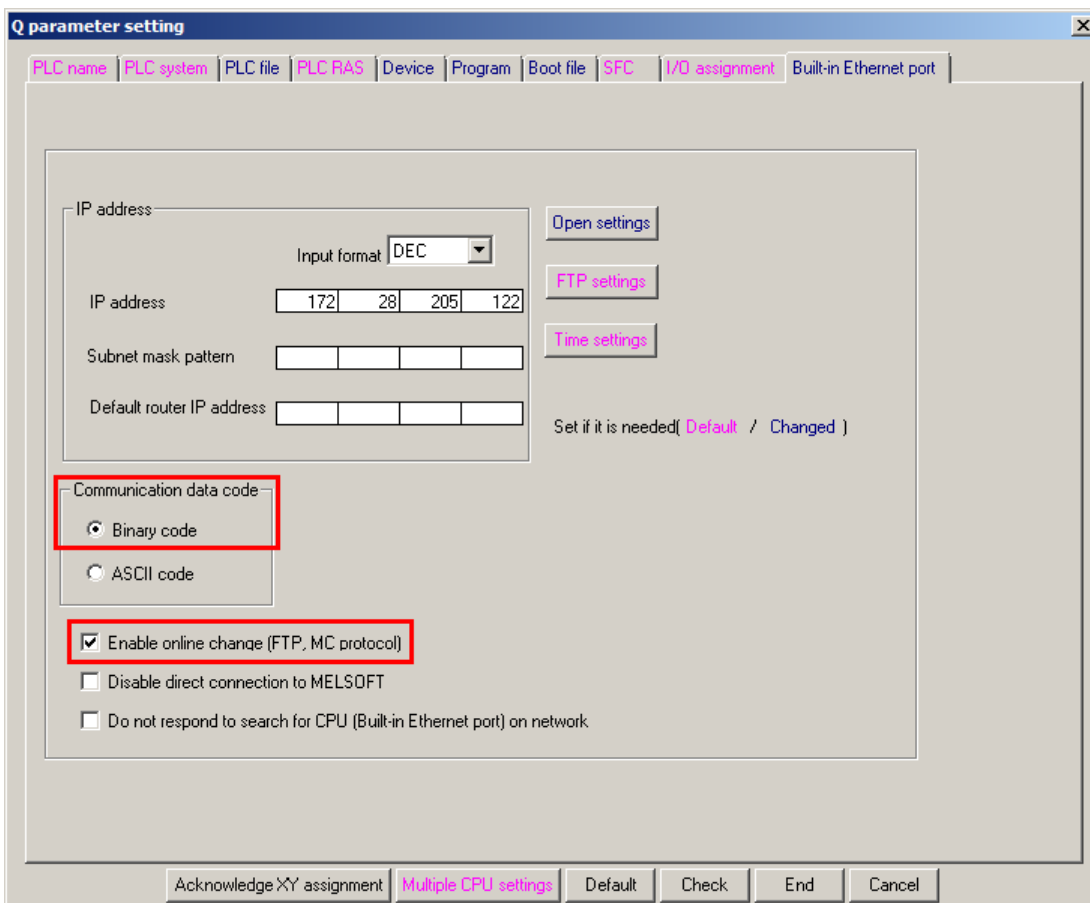 Q parameter setting
PLC name PLC system PLC file PLC RAS Device Program Boot file SFC I/O assignment Built-in Ethernet port
IP address
Input format DEC
IP address 172 28 205 122
Subnet mask pattern
Default router IP address
Open settings
FTP settings
Time settings
Set if it is needed( Default / Changed )
Communication data code
Binary code
ASCII code
Enable online change (FTP, MC protocol)
Disable direct connection to MELSOFT
Do not respond to search for CPU (Built-in Ethernet port) on network
Acknowledge XY assignment Multiple CPU settings Default Check End Cancel